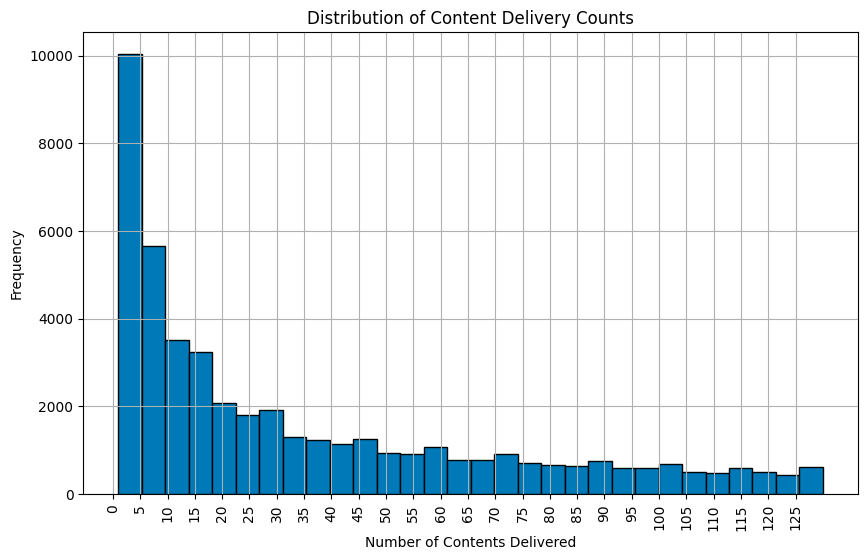 Distribution of Content Delivery Counts
10000
8000
6000
4000
2000
0
Frequency
0 5 10 15 20 25 30 35 40 45 50 55 60 65 70 75 80 85 90 95 100 105 110 115 120 125
Number of Contents Delivered